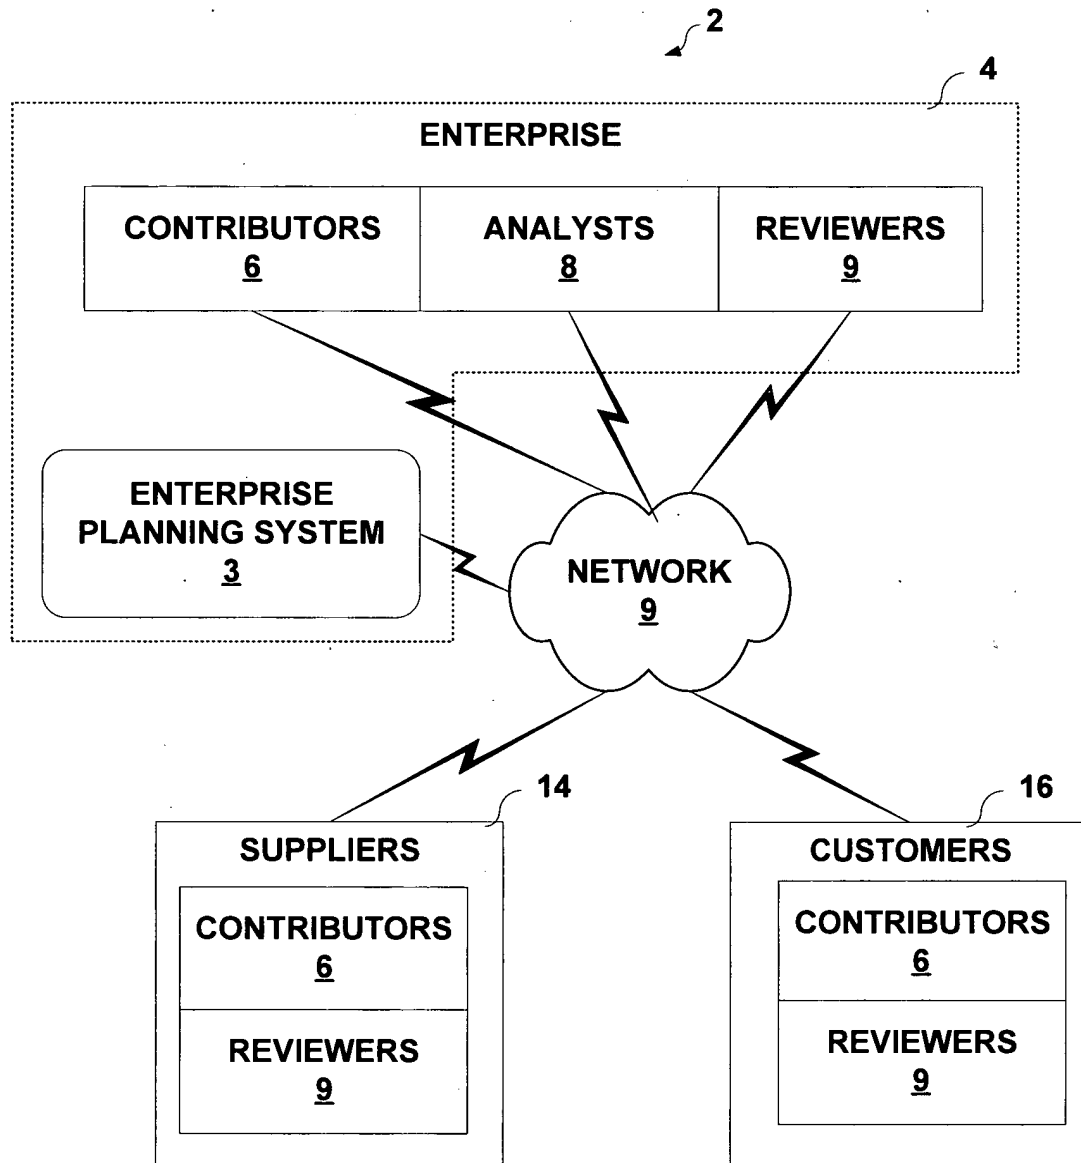 2
4
ENTERPRISE
CONTRIBUTORS
6
ANALYSTS
8
REVIEWERS
9
ENTERPRISE
PLANNING SYSTEM
3
NETWORK
9
14
SUPPLIERS
CONTRIBUTORS
6
REVIEWERS
9
16
CUSTOMERS
CONTRIBUTORS
6
REVIEWERS
9